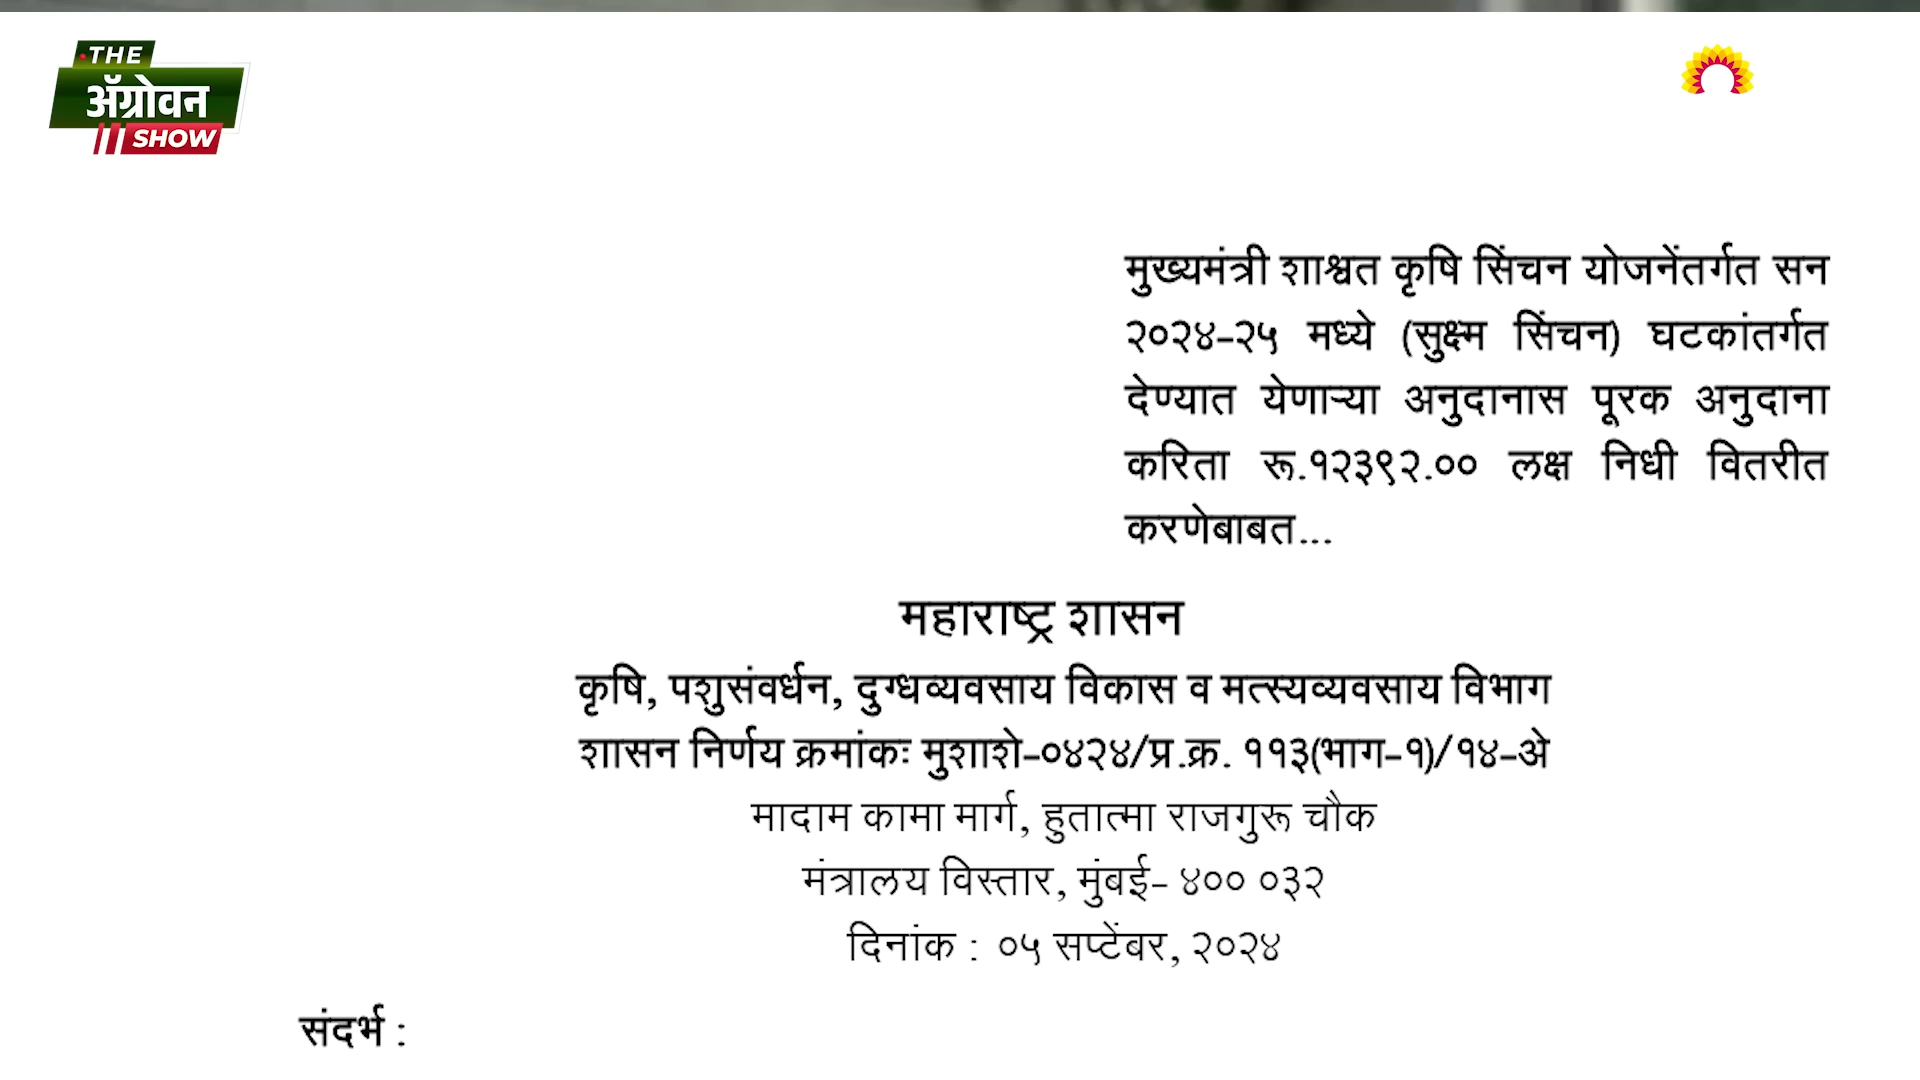 THE
ॲग्रोवन
SHOW
मुख्यमंत्री शाश्वत कृषि सिंचन योजनेंतर्गत सन
२०२४-२५ मध्ये (सुक्ष्म सिंचन) घटकांतर्गत
देण्यात येणाऱ्या अनुदानास पूरक अनुदाना
करिता रू.१२३९२.०० लक्ष निधी वितरीत
करणेबाबत...
महाराष्ट्र शासन
कृषि, पशुसंवर्धन, दुग्धव्यवसाय विकास व मत्स्यव्यवसाय विभाग
शासन निर्णय क्रमांकः मुशाशे-०४२४/प्र.क्र. ११३(भाग-१)/१४-अे
मादाम कामा मार्ग, हुतात्मा राजगुरू चौक
मंत्रालय विस्तार, मुंबई- ४०० ०३२
दिनांक : ०५ सप्टेंबर, २०२४
संदर्भ :